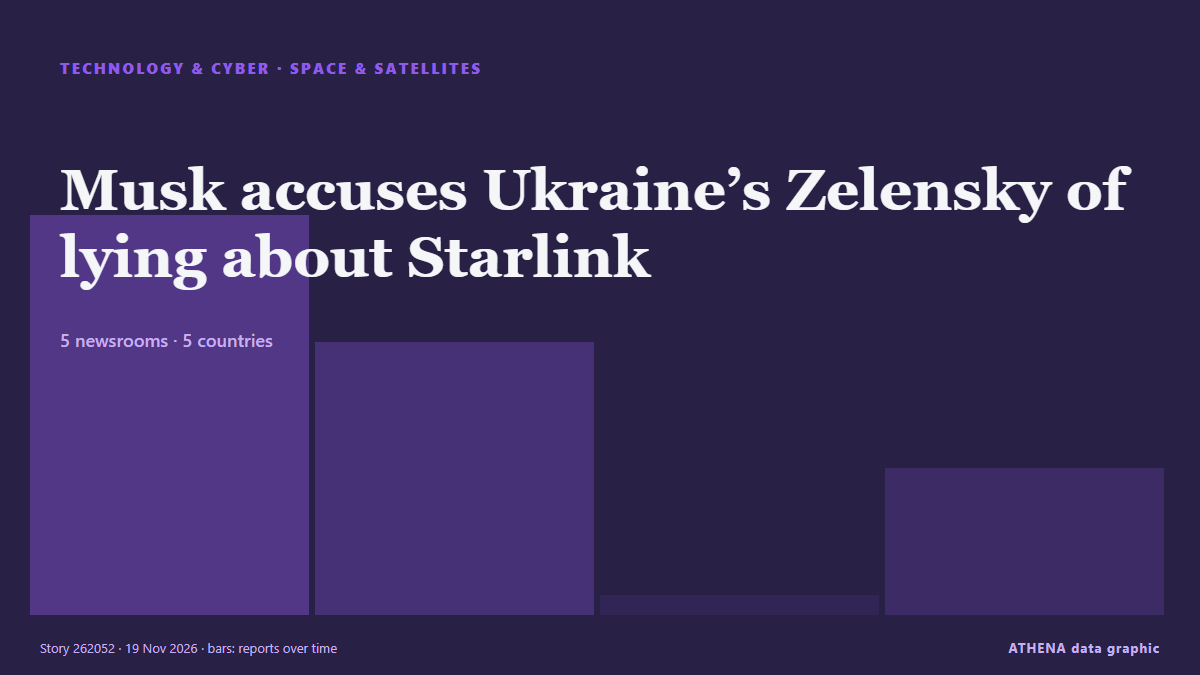 TECHNOLOGY & CYBER · SPACE & SATELLITES
Musk accuses Ukraine’s Zelensky of
lying about Starlink
5 newsrooms · 5 countries
Story 262052 · 19 Nov 2026 · bars: reports over time
ATHENA data graphic